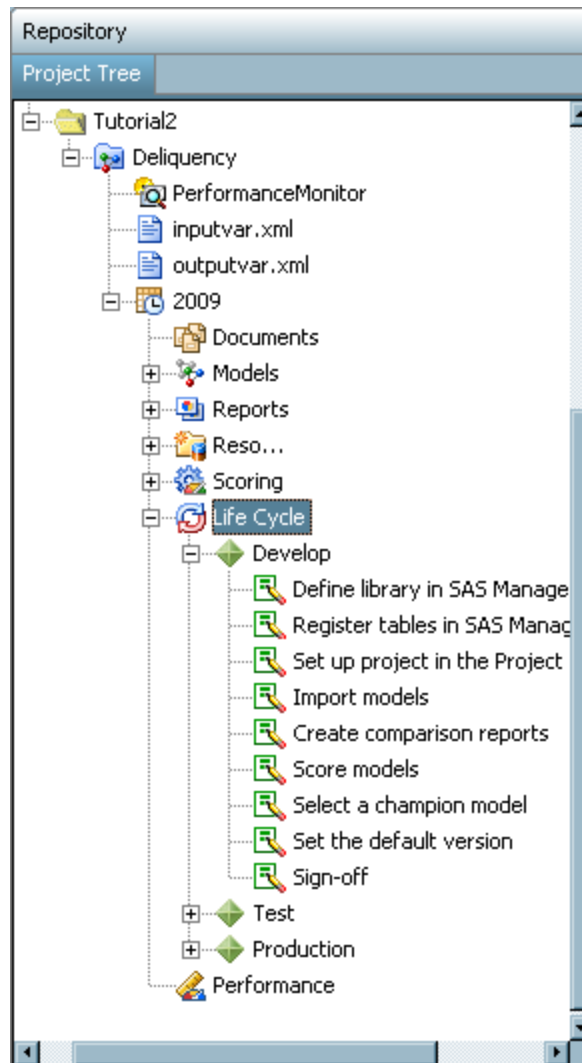 Repository
Project Tree
Tutorial2
Deliquency
PerformanceMonitor
inputvar.xml
outputvar.xml
2009
Documents
Models
Reports
Reso...
Scoring
Life Cycle
Develop
Define library in SAS Manage
Register tables in SAS Manag
Set up project in the Project
Import models
Create comparison reports
Score models
Select a champion model
Set the default version
Sign-off
Test
Production
Performance